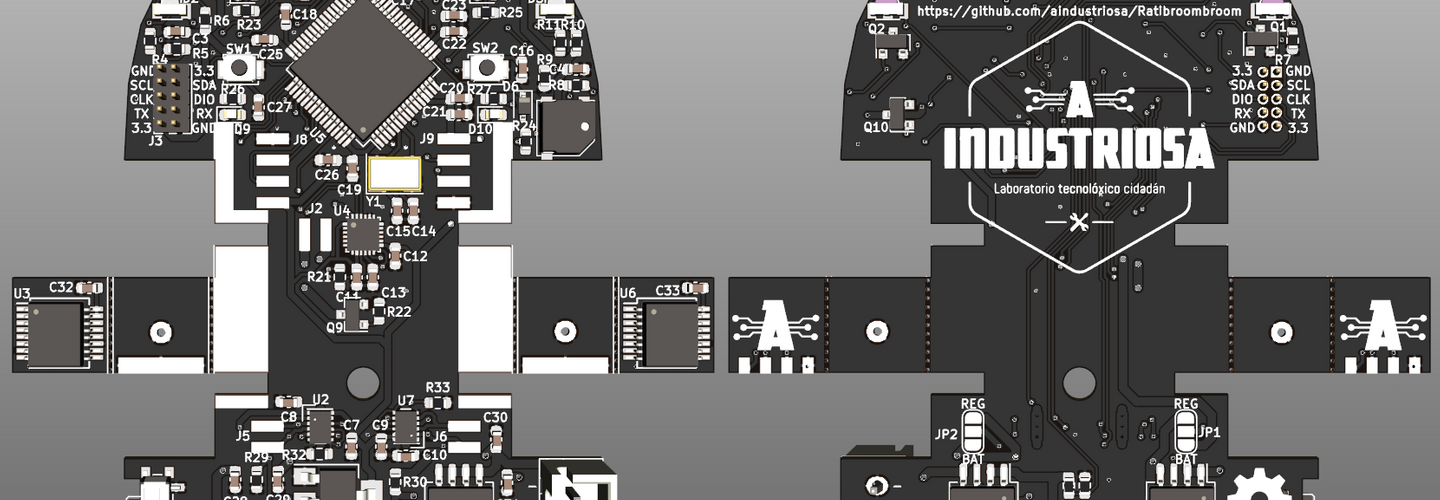 C18
R6
R23
C3
R5
C25
SW1
R4
GND 3.3
SCL SDA
CLK DIO
TX RX
3.3 GND
R26
C27
D9
J3
J8
U5
C23
R25
C22
R11 R10
SW2
C16
R9
R8
C20 R27
D6
C21
D10
R24
J9
C26
C19
Y1
J2
U4
C15 C14
C12
R21
C11
C13
R22
Q9
U3
C32
U6
C33
R33
C8
U2
U7
J5
C7
C9
C30
J6
C10
R29
R32
R30
C28
C29
https://github.com/aindustriosa/Ratibroombroom
Q2
Q1
R7
3.3 GND
SDA SCL
DIO CLK
RX TX
GND 3.3
Q10
A
INDUSTRIOSA
Laboratorio tecnolóxico cidadán
A
A
REG
JP2
BAT
REG
JP1
BAT
-
-